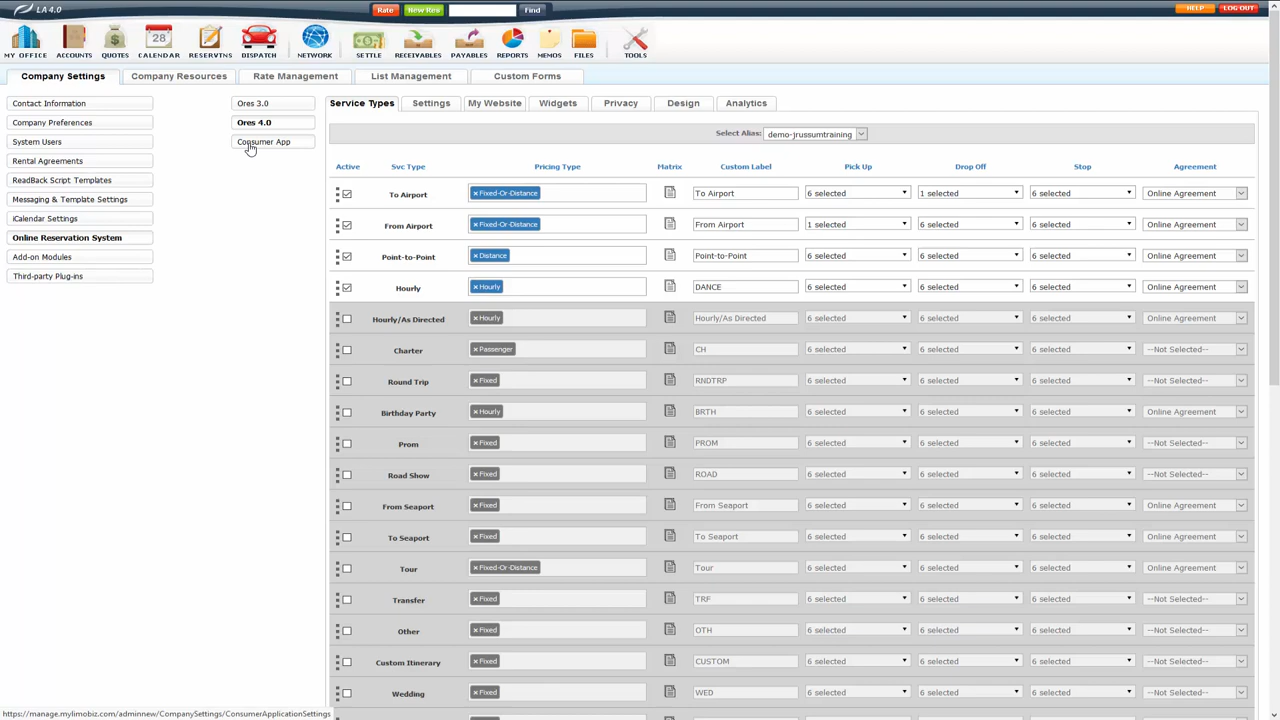 LA 4.0 Rate New Res Find HELP LOG OUT
28
MY OFFICE ACCOUNTS QUOTES CALENDAR RESERVTNS DISPATCH NETWORK SETTLE RECEIVABLES PAYABLES REPORTS MEMOS FILES TOOLS
Company Settings Company Resources Rate Management List Management Custom Forms
Contact Information Ores 3.0 Service Types Settings My Website Widgets Privacy Design Analytics
Company Preferences Ores 4.0
Select Alias: demo-jrussumtraining
System Users Consumer App
Rental Agreements
Active Svc Type Pricing Type Matrix Custom Label Pick Up Drop Off Stop Agreement
ReadBack Script Templates
To Airport ×Fixed-Or-Distance To Airport 6 selected 1 selected 6 selected Online Agreement
Messaging & Template Settings
iCalendar Settings
From Airport ×Fixed-Or-Distance From Airport 1 selected 6 selected 6 selected Online Agreement
Online Reservation System
Add-on Modules
Point-to-Point ×Distance Point-to-Point 6 selected 6 selected 6 selected Online Agreement
Third-party Plug-ins
Hourly ×Hourly DANCE 6 selected 6 selected 6 selected Online Agreement
Hourly/As Directed ×Hourly Hourly/As Directed 6 selected 6 selected 6 selected Online Agreement
Charter ×Passenger CH 6 selected 6 selected 6 selected --Not Selected--
Round Trip ×Fixed RNDTRP 6 selected 6 selected 6 selected --Not Selected--
Birthday Party ×Hourly BRTH 6 selected 6 selected 6 selected Online Agreement
Prom ×Fixed PROM 6 selected 6 selected 6 selected --Not Selected--
Road Show ×Fixed ROAD 6 selected 6 selected 6 selected --Not Selected--
From Seaport ×Fixed From Seaport 6 selected 6 selected 6 selected Online Agreement
To Seaport ×Fixed To Seaport 6 selected 6 selected 6 selected Online Agreement
Tour ×Fixed-Or-Distance Tour 6 selected 6 selected 6 selected Online Agreement
Transfer ×Fixed TRF 6 selected 6 selected 6 selected --Not Selected--
Other ×Fixed OTH 6 selected 6 selected 6 selected --Not Selected--
Custom Itinerary ×Fixed CUSTOM 6 selected 6 selected 6 selected --Not Selected--
Wedding ×Fixed WED 6 selected 6 selected 6 selected --Not Selected--
https://manage.mylimobiz.com/adminnew/CompanySettings/ConsumerApplicationSettings